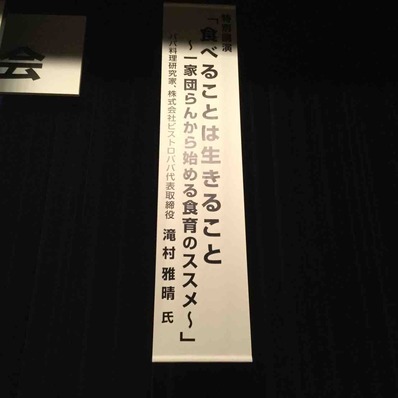 特別講演
「食べることは生きること
～一家団らんから始める食育のススメ～」
パパ料理研究家、株式会社ビストロパパ代表取締役
滝村 雅晴 氏
会